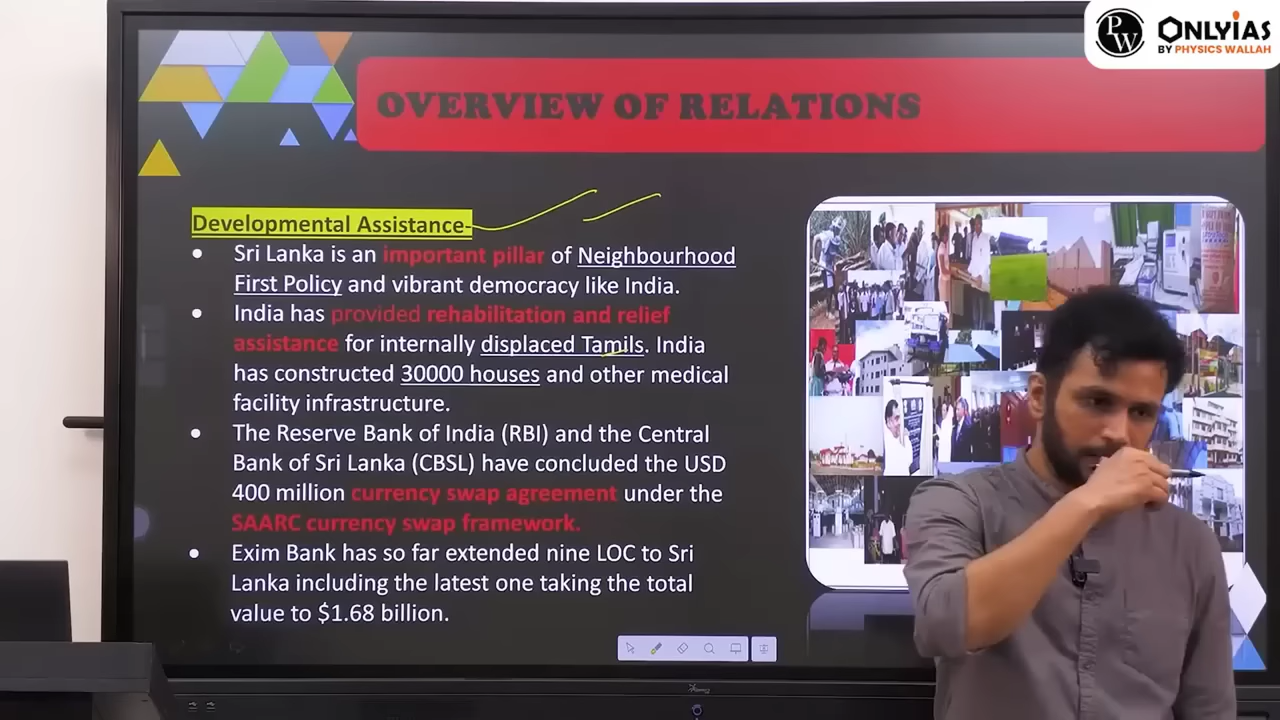 PW
ONLYIAS
BY PHYSICS WALLAH
OVERVIEW OF RELATIONS
Developmental Assistance-
• Sri Lanka is an important pillar of Neighbourhood
First Policy and vibrant democracy like India.
• India has provided rehabilitation and relief
assistance for internally displaced Tamils. India
has constructed 30000 houses and other medical
facility infrastructure.
• The Reserve Bank of India (RBI) and the Central
Bank of Sri Lanka (CBSL) have concluded the USD
400 million currency swap agreement under the
SAARC currency swap framework.
• Exim Bank has so far extended nine LOC to Sri
Lanka including the latest one taking the total
value to $1.68 billion.